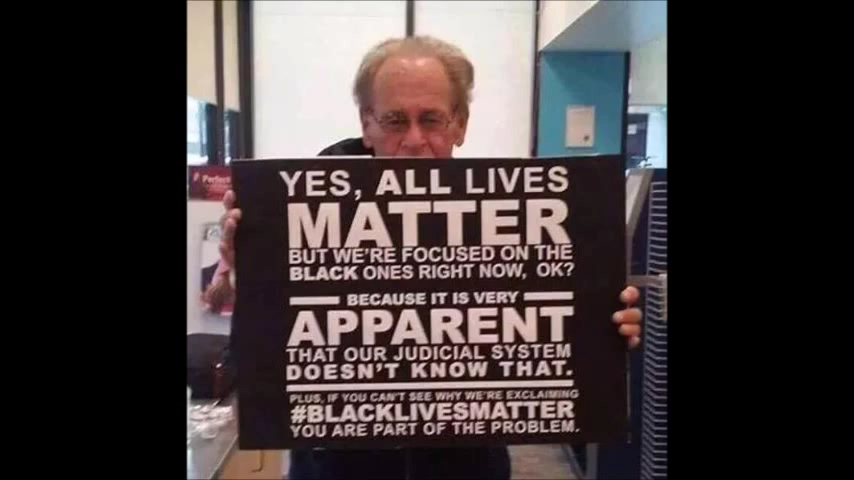 Perfect
YES, ALL LIVES
MATTER
BUT WE'RE FOCUSED ON THE
BLACK ONES RIGHT NOW, OK?
BECAUSE IT IS VERY
APPARENT
THAT OUR JUDICIAL SYSTEM
DOESN'T KNOW THAT.
PLUS, IF YOU CAN'T SEE WHY WE'RE EXCLAIMING
#BLACKLIVESMATTER
YOU ARE PART OF THE PROBLEM.